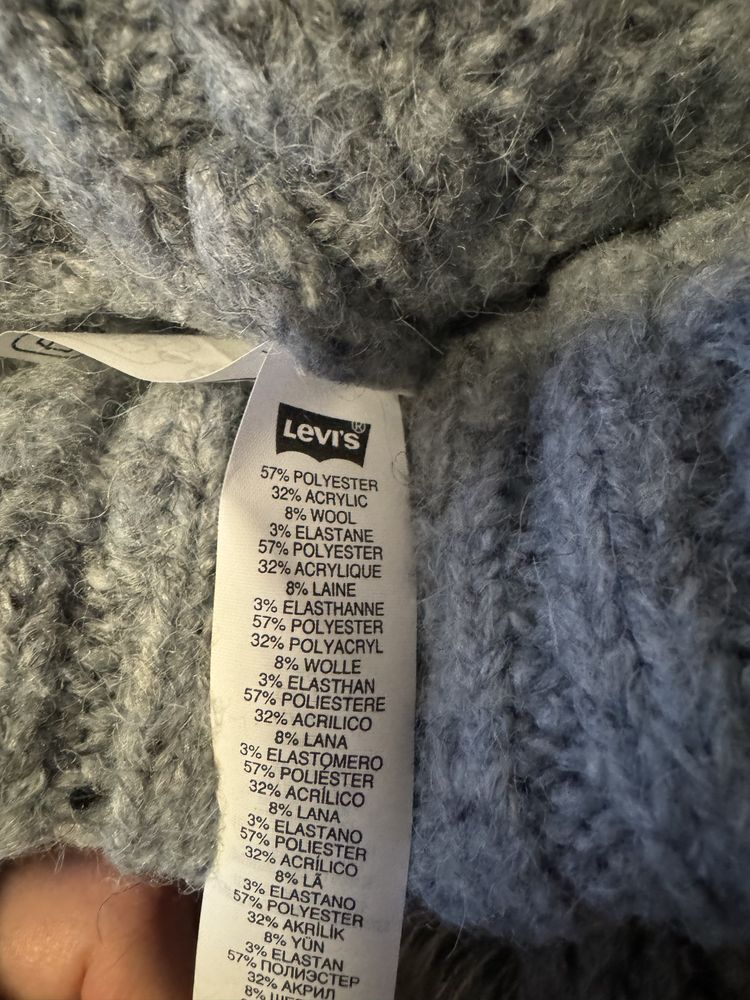 LEVI'S®
57% POLYESTER
32% ACRYLIC
8% WOOL
3% ELASTANE
57% POLYESTER
32% ACRYLIQUE
8% LAINE
3% ELASTHANNE
57% POLYESTER
32% POLYACRYL
8% WOLLE
3% ELASTHAN
57% POLIESTERE
32% ACRILICO
8% LANA
3% ELASTOMERO
57% POLIÉSTER
32% ACRÍLICO
8% LANA
3% ELASTANO
57% POLIESTER
32% ACRÍLICO
8% LÃ
3% ELASTANO
57% POLYESTER
32% AKRİLİK
8% YÜN
3% ELASTAN
57% ПОЛИЭСТЕР
32% АКРИЛ
8%